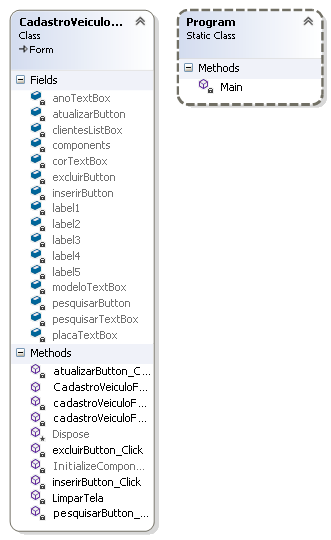 CadastroVeiculo...
Class
Form
Fields
anoTextBox
atualizarButton
clientesListBox
components
corTextBox
excluirButton
inserirButton
label1
label2
label3
label4
label5
modeloTextBox
pesquisarButton
pesquisarTextBox
placaTextBox
Methods
atualizarButton_C...
CadastroVeiculoF...
cadastroVeiculoF...
cadastroVeiculoF...
Dispose
excluirButton_Click
InitializeCompone...
inserirButton_Click
LimparTela
pesquisarButton_...
Program
Static Class
Methods
Main